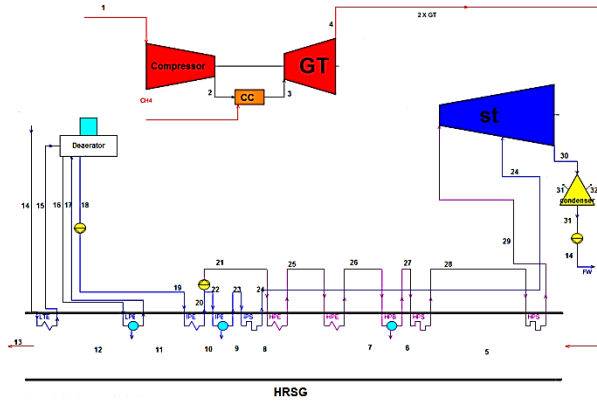 1
4
2 X GT
Compressor
GT
2
CC
3
CH4
st
Deaerator
30
24
31
32
condenser
14
15
16
17
18
31
14
FW
29
21
25
26
27
28
19
20
22
23
24
LTE
LPE
IPE
IPE
IPS
HPE
HPE
HPB
HPS
HPS
13
12
11
10
9
8
7
6
5
HRSG